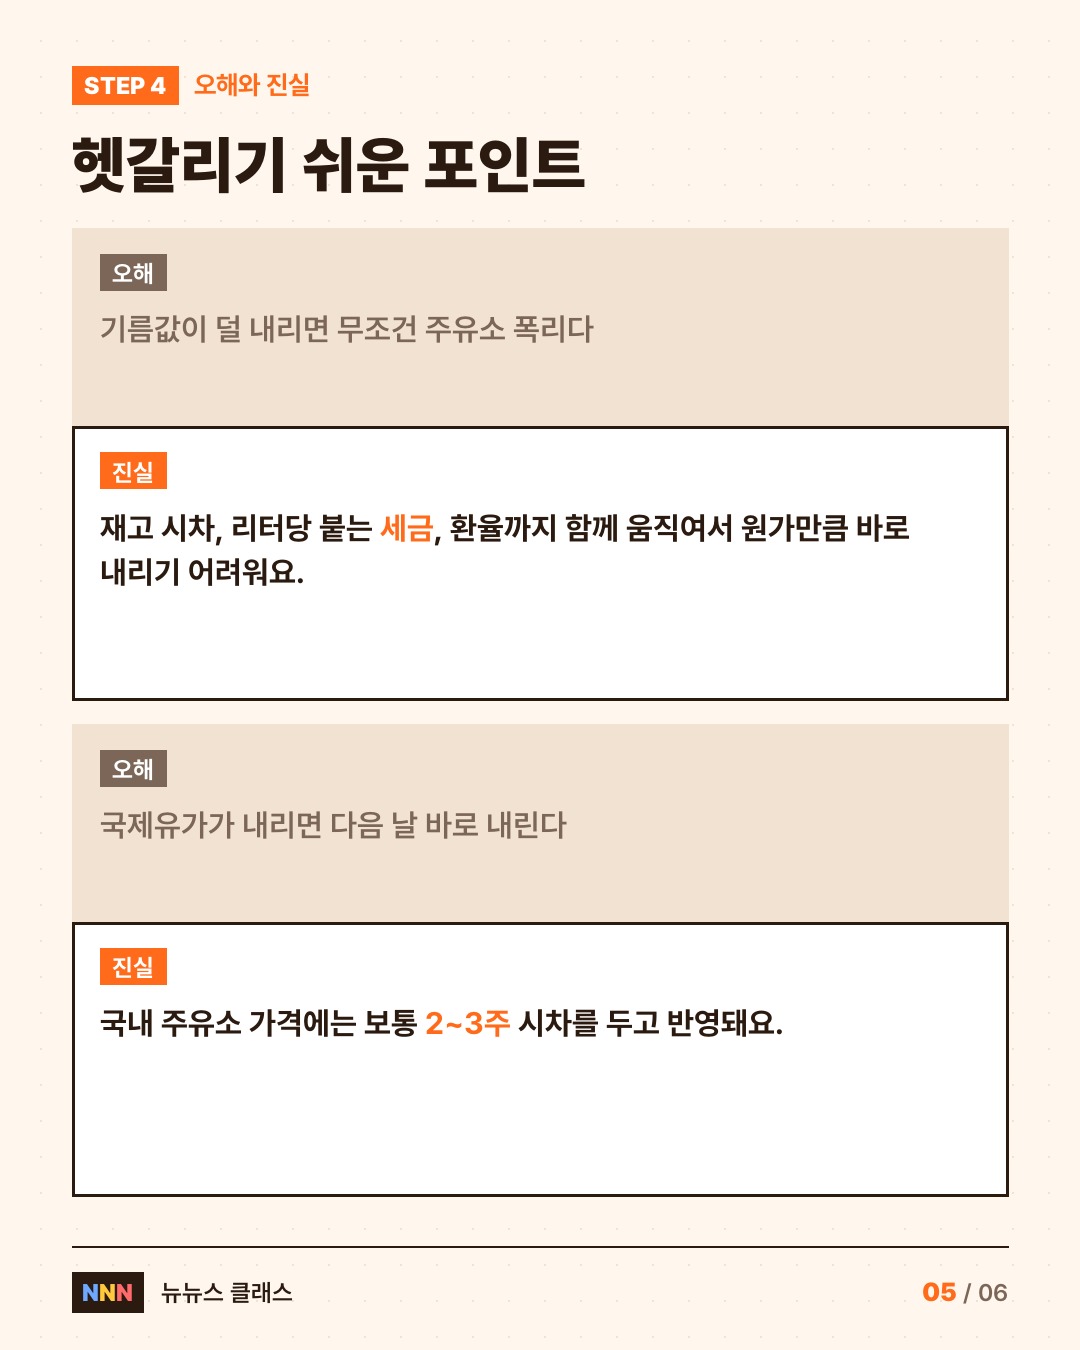 STEP 4 오해와 진실
헷갈리기 쉬운 포인트
오해
기름값이 덜 내리면 무조건 주유소 폭리다
진실
재고 시차, 리터당 붙는 세금, 환율까지 함께 움직여서 원가만큼 바로
내리기 어려워요.
오해
국제유가가 내리면 다음 날 바로 내린다
진실
국내 주유소 가격에는 보통 2~3주 시차를 두고 반영돼요.
NNN 뉴뉴스 클래스
05 / 06